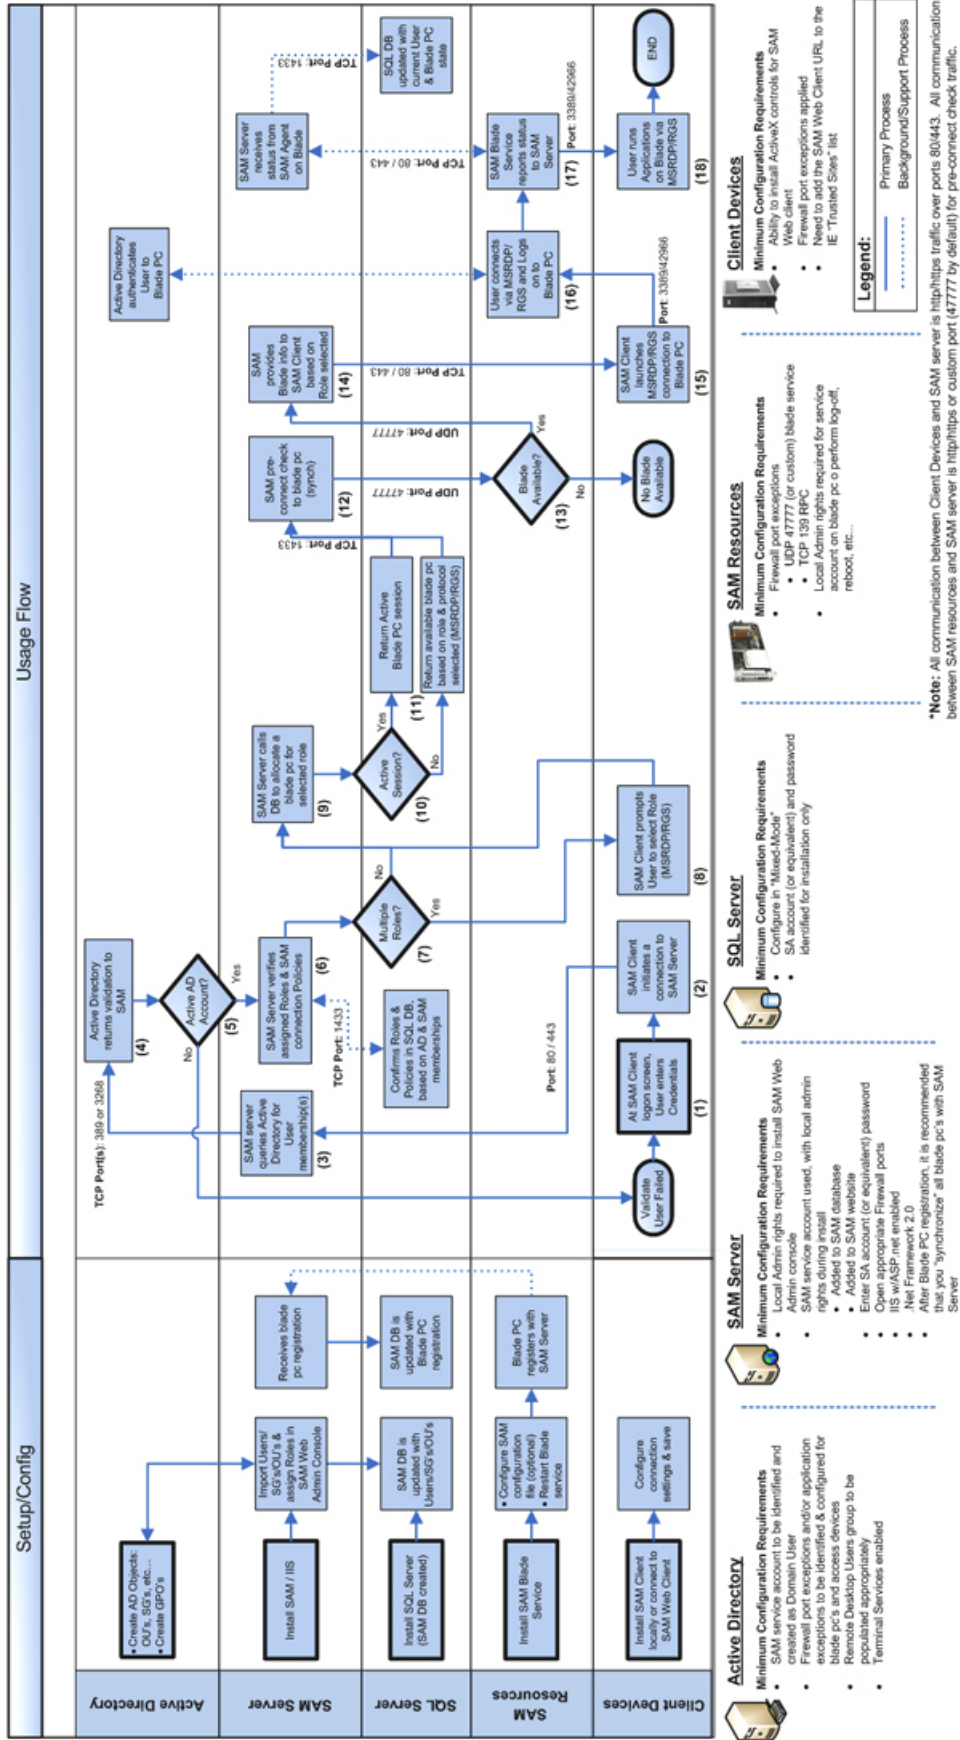 Setup/Config
Usage Flow
Active Directory
SAM Server
SQL Server
SAM
Resources
Client Devices
• Create AD Objects:
OU's, SG's, etc...
• Create GPO's
Install SAM / IIS
Import Users/
SG's/OU's &
assign Roles in
SAM Web
Admin Console
Receives blade
pc registration
Install SQL Server
(SAM DB created)
SAM DB is
updated with
Users/SG's/OU's
SAM DB is
updated with
Blade PC
registration
Install SAM Blade
Service
• Configure SAM
configuration
file (optional)
• Restart Blade
service
Blade PC
registers with
SAM Server
Install SAM Client
locally or connect to
SAM Web Client
Configure
connection
settings & save
Validate
User Failed
At SAM Client
logon screen,
User enters
Credentials
(1)
SAM Client
initiates a
connection to
SAM Server
(2)
Port: 80 / 443
SAM server
queries Active
Directory for
User
membership(s)
(3)
TCP Port(s): 389 or 3268
Active Directory
returns validation to
SAM
(4)
Active AD
Account?
(5)
No
Yes
SAM Server verifies
assigned Roles & SAM
connection Policies
(6)
TCP Port: 1433
Confirms Roles &
Policies in SQL DB,
based on AD & SAM
memberships
Multiple
Roles?
(7)
No
Yes
SAM Client prompts
User to select Role
(MSRDP/RGS)
(8)
SAM Server calls
DB to allocate a
blade pc for
selected role
(9)
Active
Session?
(10)
Yes
No
(11)
Return Active
Blade PC session
Return available blade pc
based on role & protocol
selected (MSRDP/RGS)
TCP Port: 1433
SAM pre-
connect check
to blade pc
(synch)
(12)
UDP Port: 47777
Blade
Available?
(13)
No
Yes
No Blade
Available
UDP Port: 47777
SAM
provides
Blade info to
SAM Client
based on
Role selected
(14)
TCP Port: 80 / 443
SAM Client
launches
MSRDP/RGS
connection to
Blade PC
(15)
Port: 3389/42966
User connects
via MSRDP/
RGS and Logs
on to
Blade PC
(16)
Active Directory
authenticates
User to
Blade PC
SAM Blade
Service
reports status
to SAM
Server
(17)
TCP Port: 80 / 443
SAM Server
receives
status from
SAM Agent
on Blade
TCP Port: 1433
SQL DB
updated with
current User
& Blade PC
state
Port: 3389/42966
User runs
Applications
on Blade via
MSRDP/RGS
(18)
END
Active Directory
Minimum Configuration Requirements
• SAM service account to be identified and
created as Domain User
• Firewall port exceptions and/or application
exceptions to be identified & configured for
blade pc's and access devices
• Remote Desktop Users group to be
populated appropriately
• Terminal Services enabled
SAM Server
Minimum Configuration Requirements
• Local Admin rights required to install SAM Web
Admin console
• SAM service account used, with local admin
rights during install
• Added to SAM database
• Added to SAM website
• Enter SA account (or equivalent) password
• Open appropriate Firewall ports
• IIS w/ASP.net enabled
• .Net Framework 2.0
• After Blade PC registration, it is recommended
that you "synchronize" all blade pc's with SAM
Server
SQL Server
Minimum Configuration Requirements
• Configure in "Mixed-Mode"
• SA account (or equivalent) and password
identified for installation only
SAM Resources
Minimum Configuration Requirements
• Firewall port exceptions
• UDP 47777 (or custom) blade service
• TCP 139 RPC
• Local Admin rights required for service
account on blade pc o perform log-off,
reboot, etc...
Client Devices
Minimum Configuration Requirements
• Ability to install ActiveX controls for SAM
Web client
• Firewall port exceptions applied
• Need to add the SAM Web Client URL to the
IE "Trusted Sites" list
Legend:
Primary Process
Background/Support Process
*Note: All communication between Client Devices and SAM server is http/https traffic over ports 80/443. All communication
between SAM resources and SAM server is http/https or custom port (47777 by default) for pre-connect check traffic.